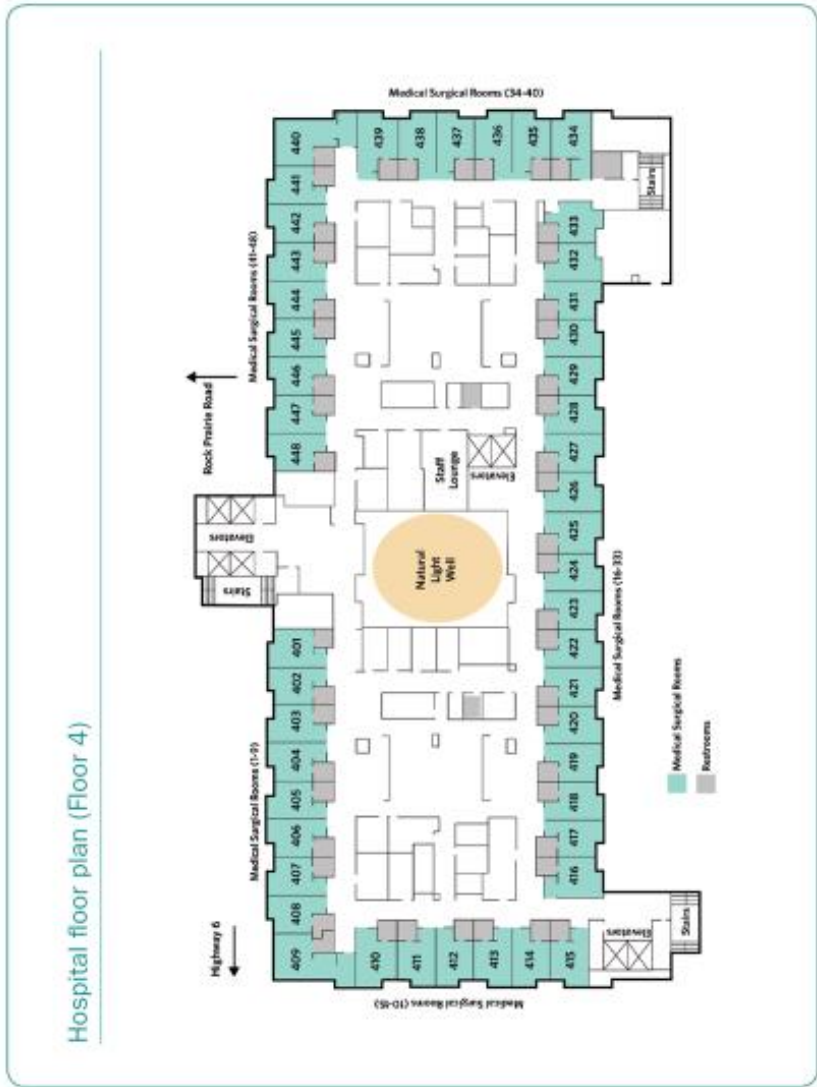 Hospital floor plan (Floor 4)
Highway 6
Rock Prairie Road
Medical Surgical Rooms (1-9)
Medical Surgical Rooms (41-48)
409
408
407
406
405
404
403
402
401
Stairs
Elevators
448
447
446
445
444
443
442
441
440
Medical Surgical Rooms (10-15)
410
411
412
413
414
415
Natural
Light
Well
Staff
Lounge
Elevators
Medical Surgical Rooms (34-40)
439
438
437
436
435
434
Elevators
Stairs
416
417
418
419
420
421
422
423
424
425
426
427
428
429
430
431
432
433
Stairs
Medical Surgical Rooms (16-33)
Medical Surgical Rooms
Restrooms